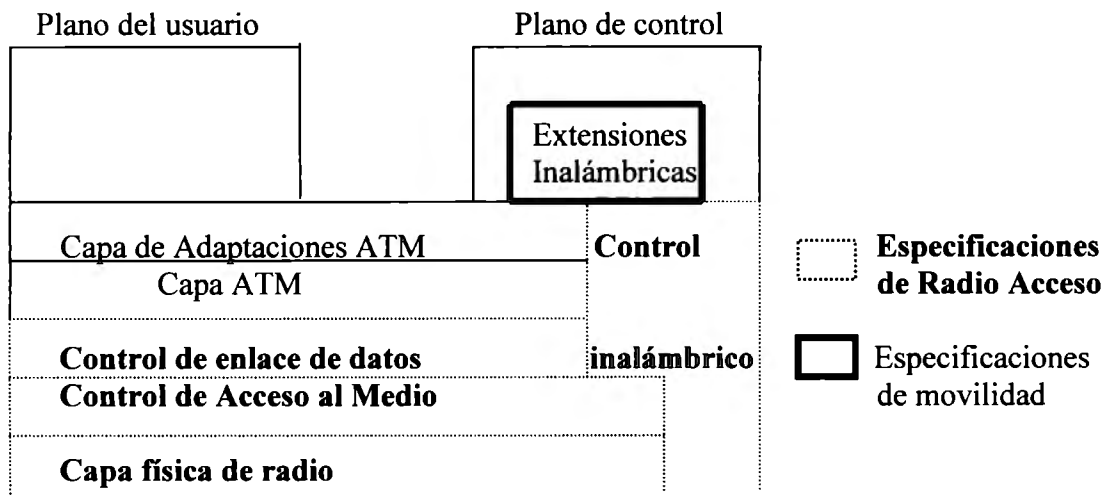 Plano del usuario
Plano de control
Extensiones
Inalámbricas
Capa de Adaptaciones ATM
Control
Capa ATM
Especificaciones
de Radio Acceso
Control de enlace de datos
inalámbrico
Control de Acceso al Medio
Especificaciones
de movilidad
Capa física de radio